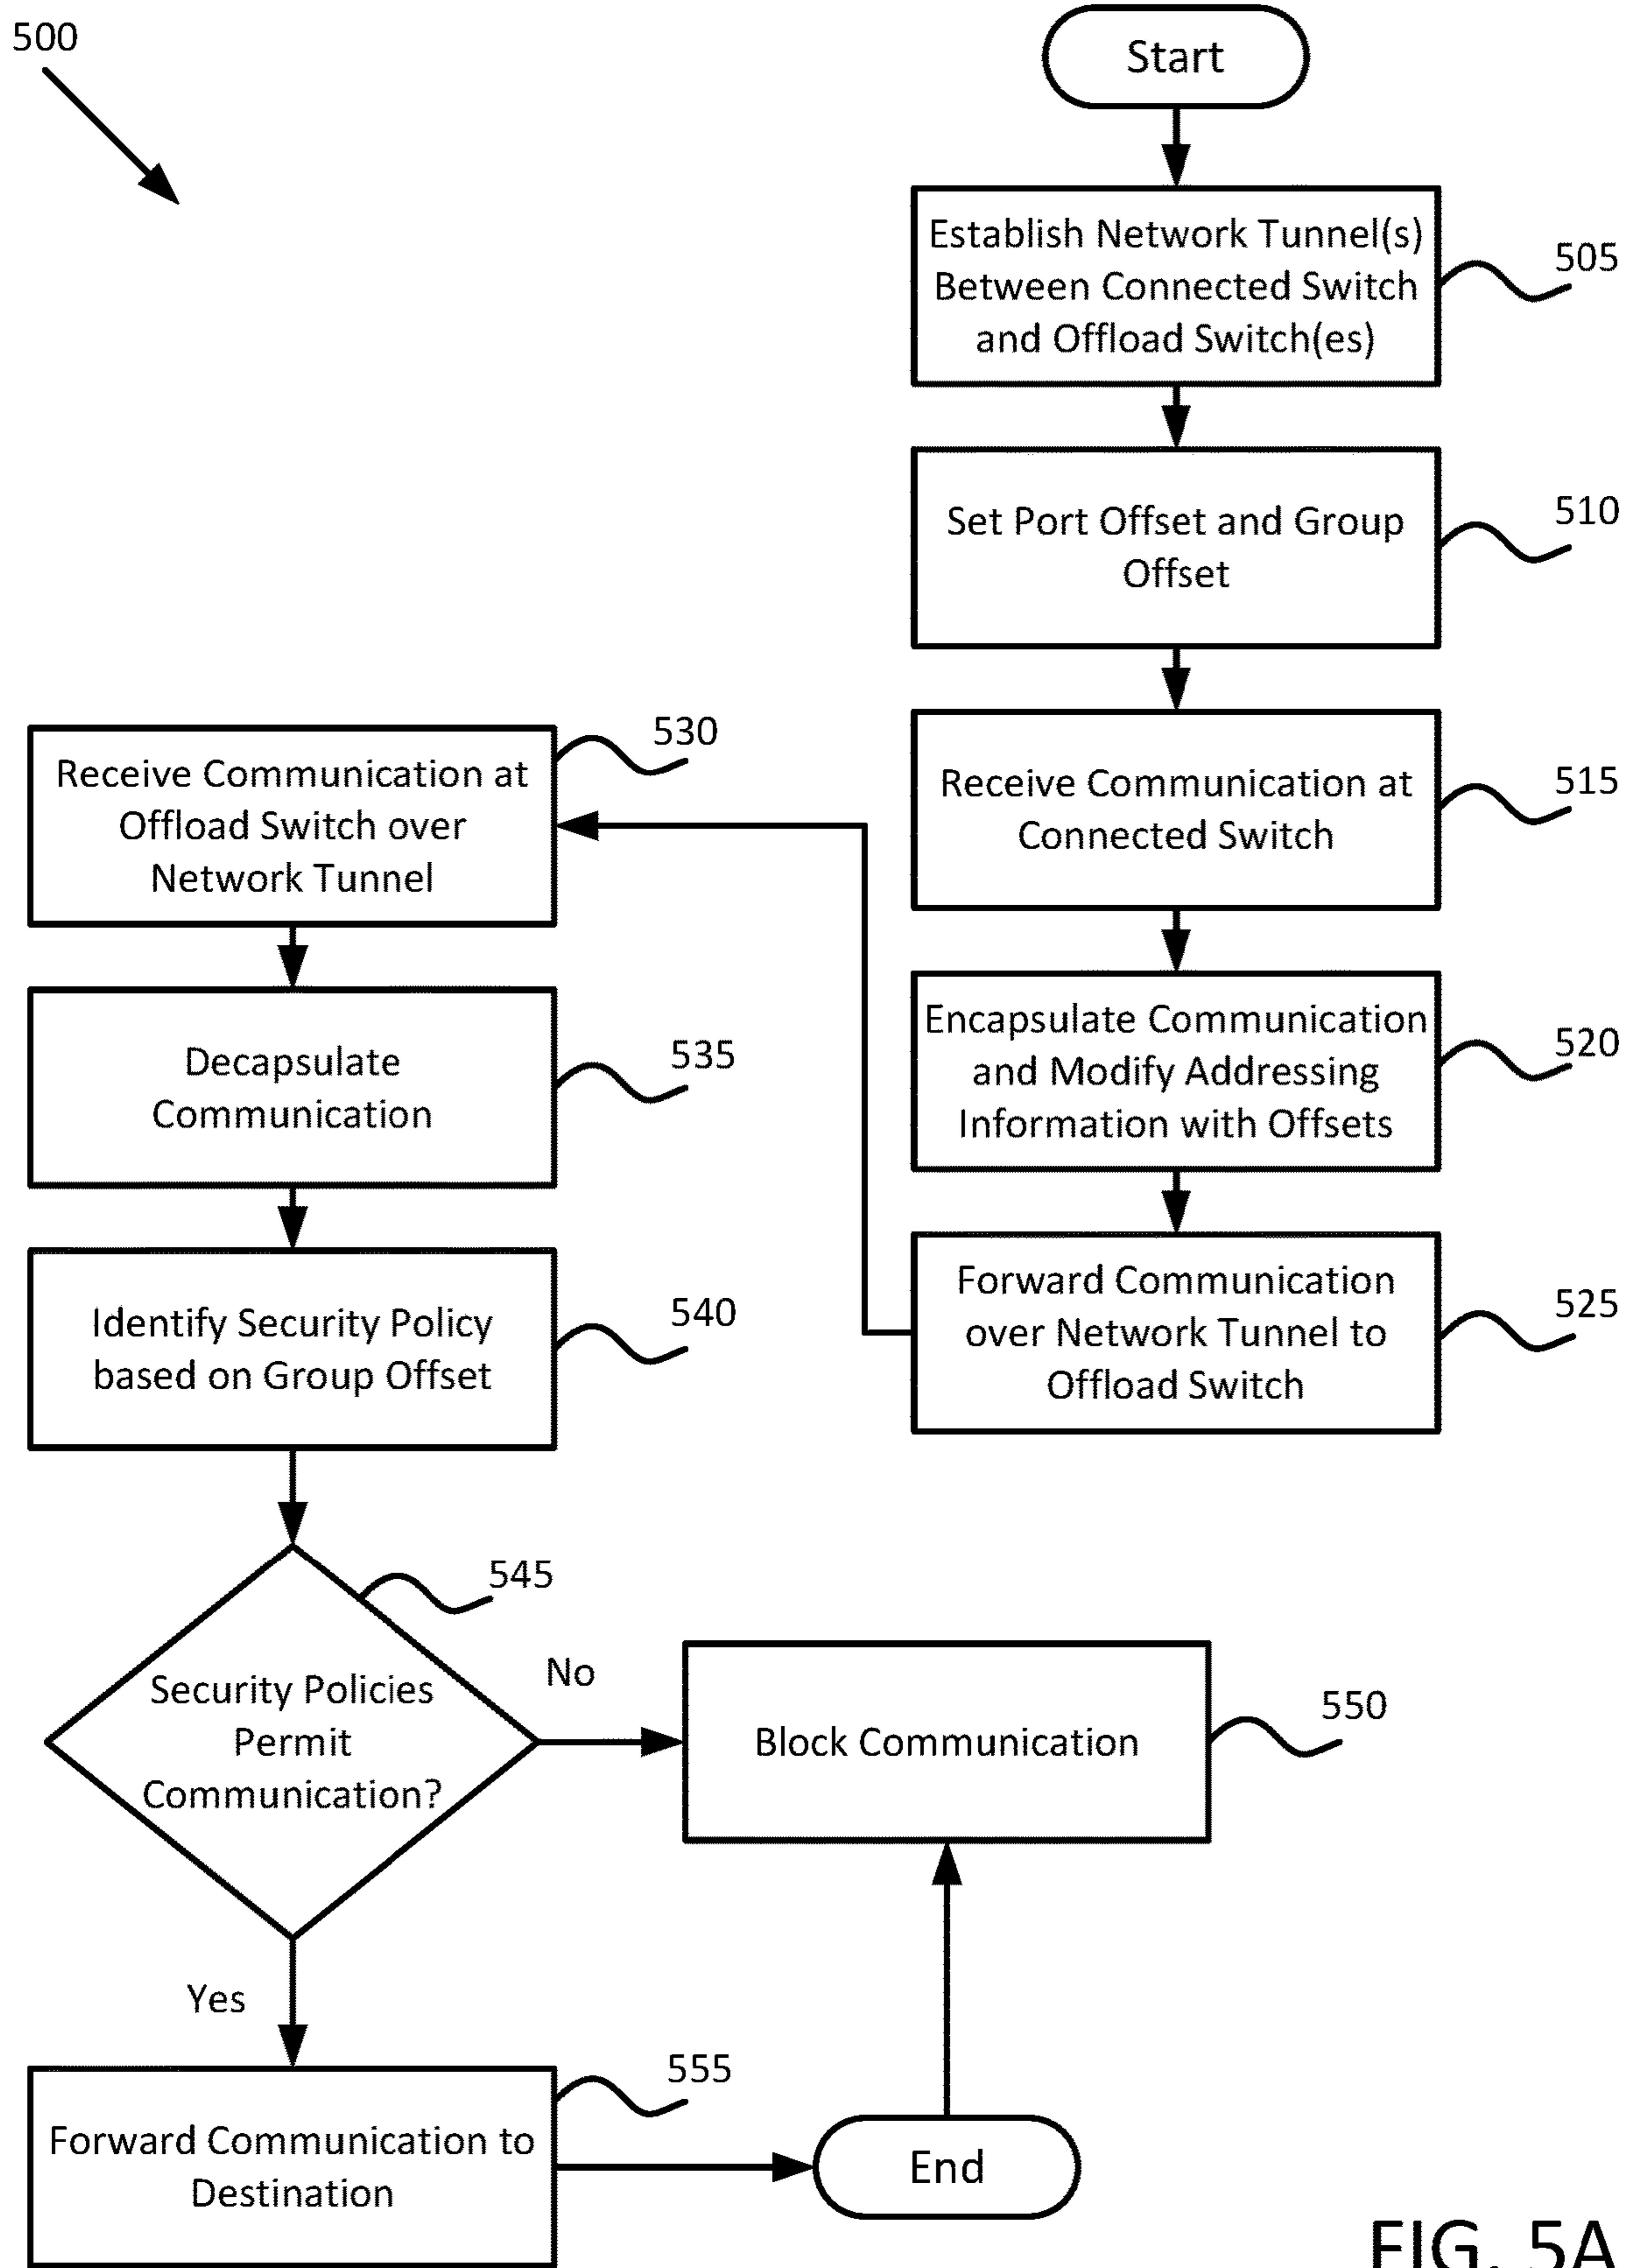 500
Start
Establish Network Tunnel(s)
Between Connected Switch
and Offload Switch(es)
505
Set Port Offset and Group
Offset
510
Receive Communication at
Connected Switch
515
Encapsulate Communication
and Modify Addressing
Information with Offsets
520
Forward Communication
over Network Tunnel to
Offload Switch
525
Receive Communication at
Offload Switch over
Network Tunnel
530
Decapsulate
Communication
535
Identify Security Policy
based on Group Offset
540
Security Policies
Permit
Communication?
545
No
Block Communication
550
Yes
Forward Communication to
Destination
555
End
FIG. 5A